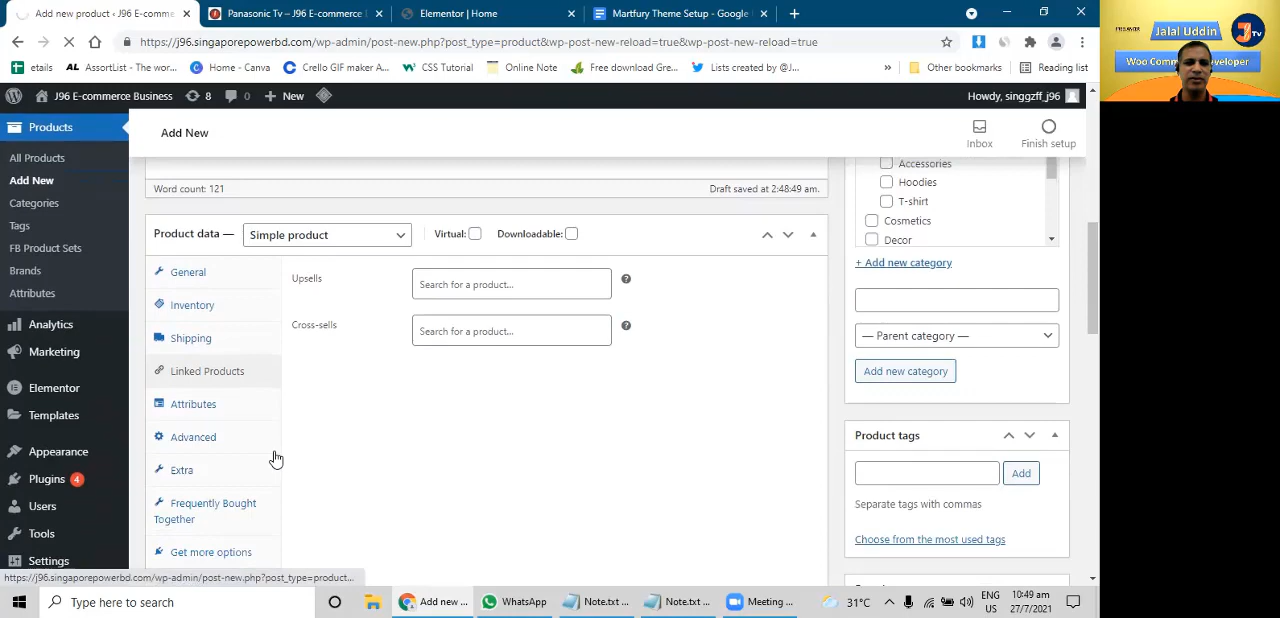 Add new product ‹ J96 E-comme
Panasonic Tv – J96 E-commerce
Elementor | Home
Martfury Theme Setup - Google
https://j96.singaporepowerbd.com/wp-admin/post-new.php?post_type=product&wp-post-new-reload=true&wp-post-new-reload=true
etails
AssortList - The wor...
Home - Canva
Crello GIF maker A...
CSS Tutorial
Online Note
Free download Gre...
Lists created by @J...
»
Other bookmarks
Reading list
J96 E-commerce Business
8
0
New
Howdy, singgzff_j96
Products
All Products
Add New
Categories
Tags
FB Product Sets
Brands
Attributes
Analytics
Marketing
Elementor
Templates
Appearance
Plugins 4
Users
Tools
Settings
Add New
Inbox
Finish setup
Word count: 121
Draft saved at 2:48:49 am.
Product data —
Simple product
Virtual:
Downloadable:
General
Inventory
Shipping
Linked Products
Attributes
Advanced
Extra
Frequently Bought
Together
Get more options
Upsells
Search for a product...
Cross-sells
Search for a product...
Accessories
Hoodies
T-shirt
Cosmetics
Decor
+ Add new category
— Parent category —
Add new category
Product tags
Add
Separate tags with commas
Choose from the most used tags
https://j96.singaporepowerbd.com/wp-admin/post-new.php?post_type=product...
Type here to search
Add new ...
WhatsApp
Note.txt ...
Note.txt ...
Meeting ...
31°C
ENG
US
10:49 am
27/7/2021
Jalal Uddin
J Tv